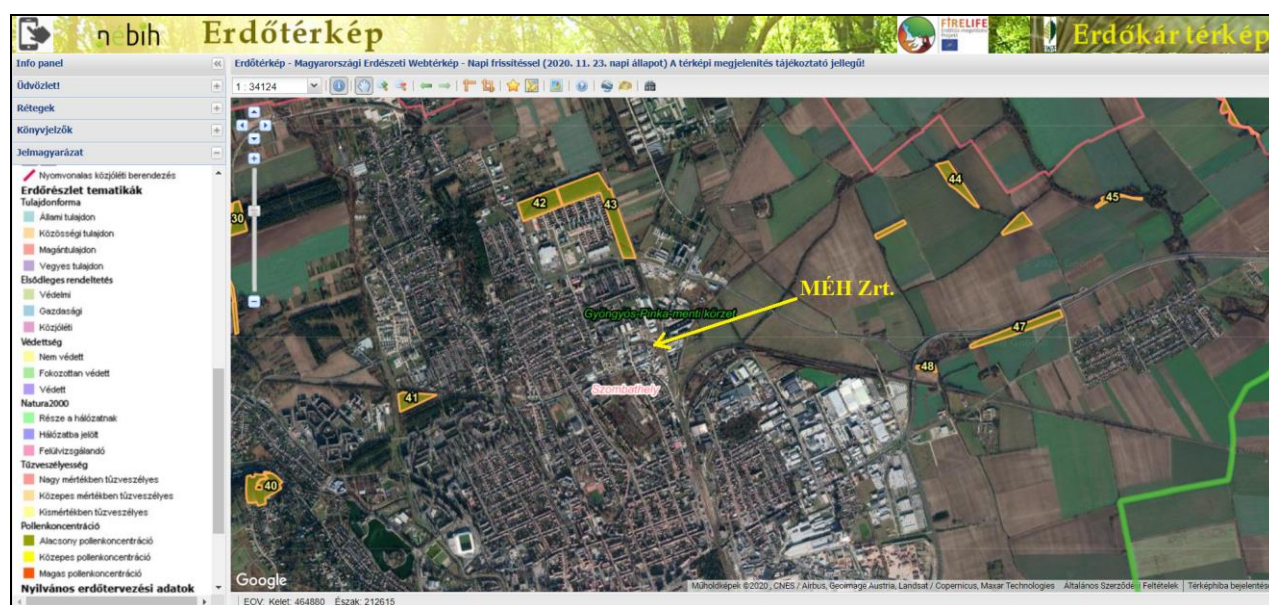 nébih Erdőtérkép
FIRELIFE
Erdőkár térkép
Info panel
Erdőtérkép - Magyarországi Erdészeti Webtérkép - Napi frissítéssel (2020. 11. 23. napi állapot) A térképi megjelenítés tájékoztató jellegű!
Üdvözlet!
1 : 34124
Rétegek
Könyvjelzők
Jelmagyarázat
Nyomvonalas közjóléti berendezés
Erdőrészlet tematikák
Tulajdonforma
Állami tulajdon
Közösségi tulajdon
Magántulajdon
Vegyes tulajdon
Elsődleges rendeltetés
Védelmi
Gazdasági
Közjóléti
Védettség
Nem védett
Fokozottan védett
Védett
Natura2000
Része a hálózatnak
Hálózatba jelölt
Felülvizsgálandó
Tűzveszélyesség
Nagy mértékben tűzveszélyes
Közepes mértékben tűzveszélyes
Kismértékben tűzveszélyes
Pollenkoncentráció
Alacsony pollenkoncentráció
Közepes pollenkoncentráció
Magas pollenkoncentráció
Nyilvános erdőtervezési adatok
44
45
42
43
30
MÉH Zrt.
Gyöngyös-Pinka-menti körzet
47
48
Szombathely
41
40
Google
Műholdképek ©2020 , CNES / Airbus, Geoimage Austria, Landsat / Copernicus, Maxar Technologies
Általános Szerződési Feltételek
Térképhiba bejelentése
EOV: Kelet: 464880 Észak: 212615